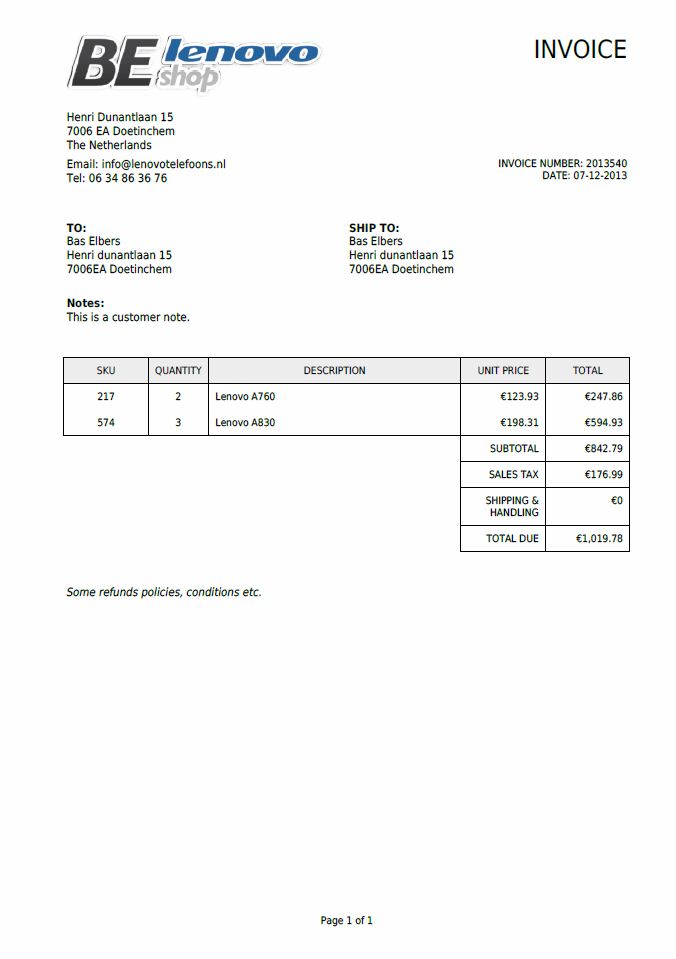 BE lenovo shop
INVOICE
Henri Dunantlaan 15
7006 EA Doetinchem
The Netherlands
Email: info@lenovotelefoons.nl
Tel: 06 34 86 36 76
INVOICE NUMBER: 2013540
DATE: 07-12-2013
TO:
Bas Elbers
Henri dunantlaan 15
7006EA Doetinchem
SHIP TO:
Bas Elbers
Henri dunantlaan 15
7006EA Doetinchem
Notes:
This is a customer note.
SKU QUANTITY DESCRIPTION UNIT PRICE TOTAL
217 2 Lenovo A760 €123.93 €247.86
574 3 Lenovo A830 €198.31 €594.93
SUBTOTAL €842.79
SALES TAX €176.99
SHIPPING & €0
HANDLING
TOTAL DUE €1,019.78
Some refunds policies, conditions etc.
Page 1 of 1